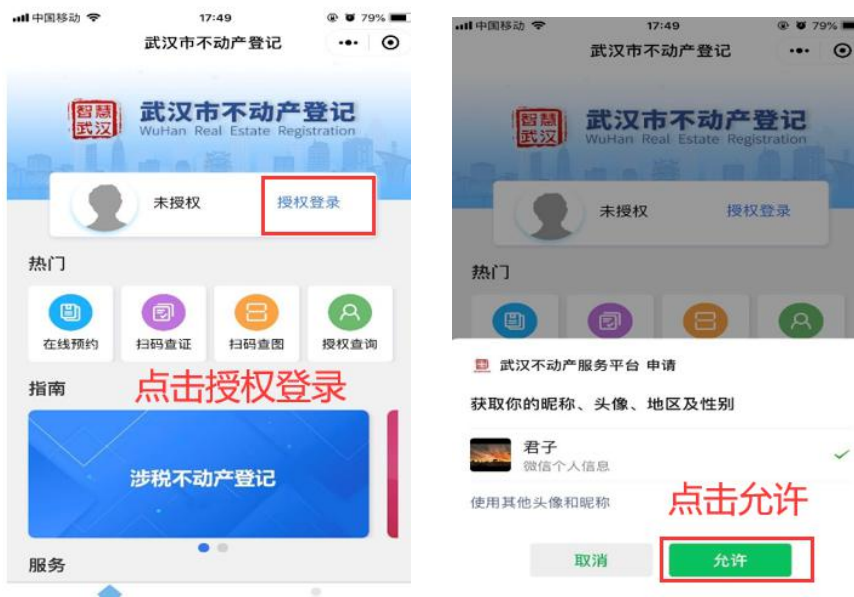 中国移动 17:49 79%
武汉市不动产登记
智慧武汉
武汉市不动产登记
WuHan Real Estate Registration
未授权 授权登录
热门
在线预约 扫码查证 扫码查图 授权查询
点击授权登录
指南
涉税不动产登记
服务
中国移动 17:49 79%
武汉市不动产登记
智慧武汉
武汉市不动产登记
WuHan Real Estate Registration
未授权 授权登录
热门
武汉不动产服务平台 申请
获取你的昵称、头像、地区及性别
君子
微信个人信息
使用其他头像和昵称
点击允许
取消 允许